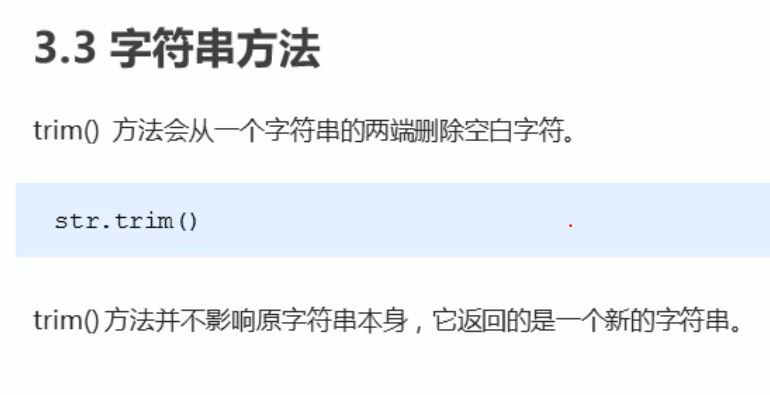 3.3 字符串方法
trim() 方法会从一个字符串的两端删除空白字符。
str.trim()
trim()方法并不影响原字符串本身，它返回的是一个新的字符串。